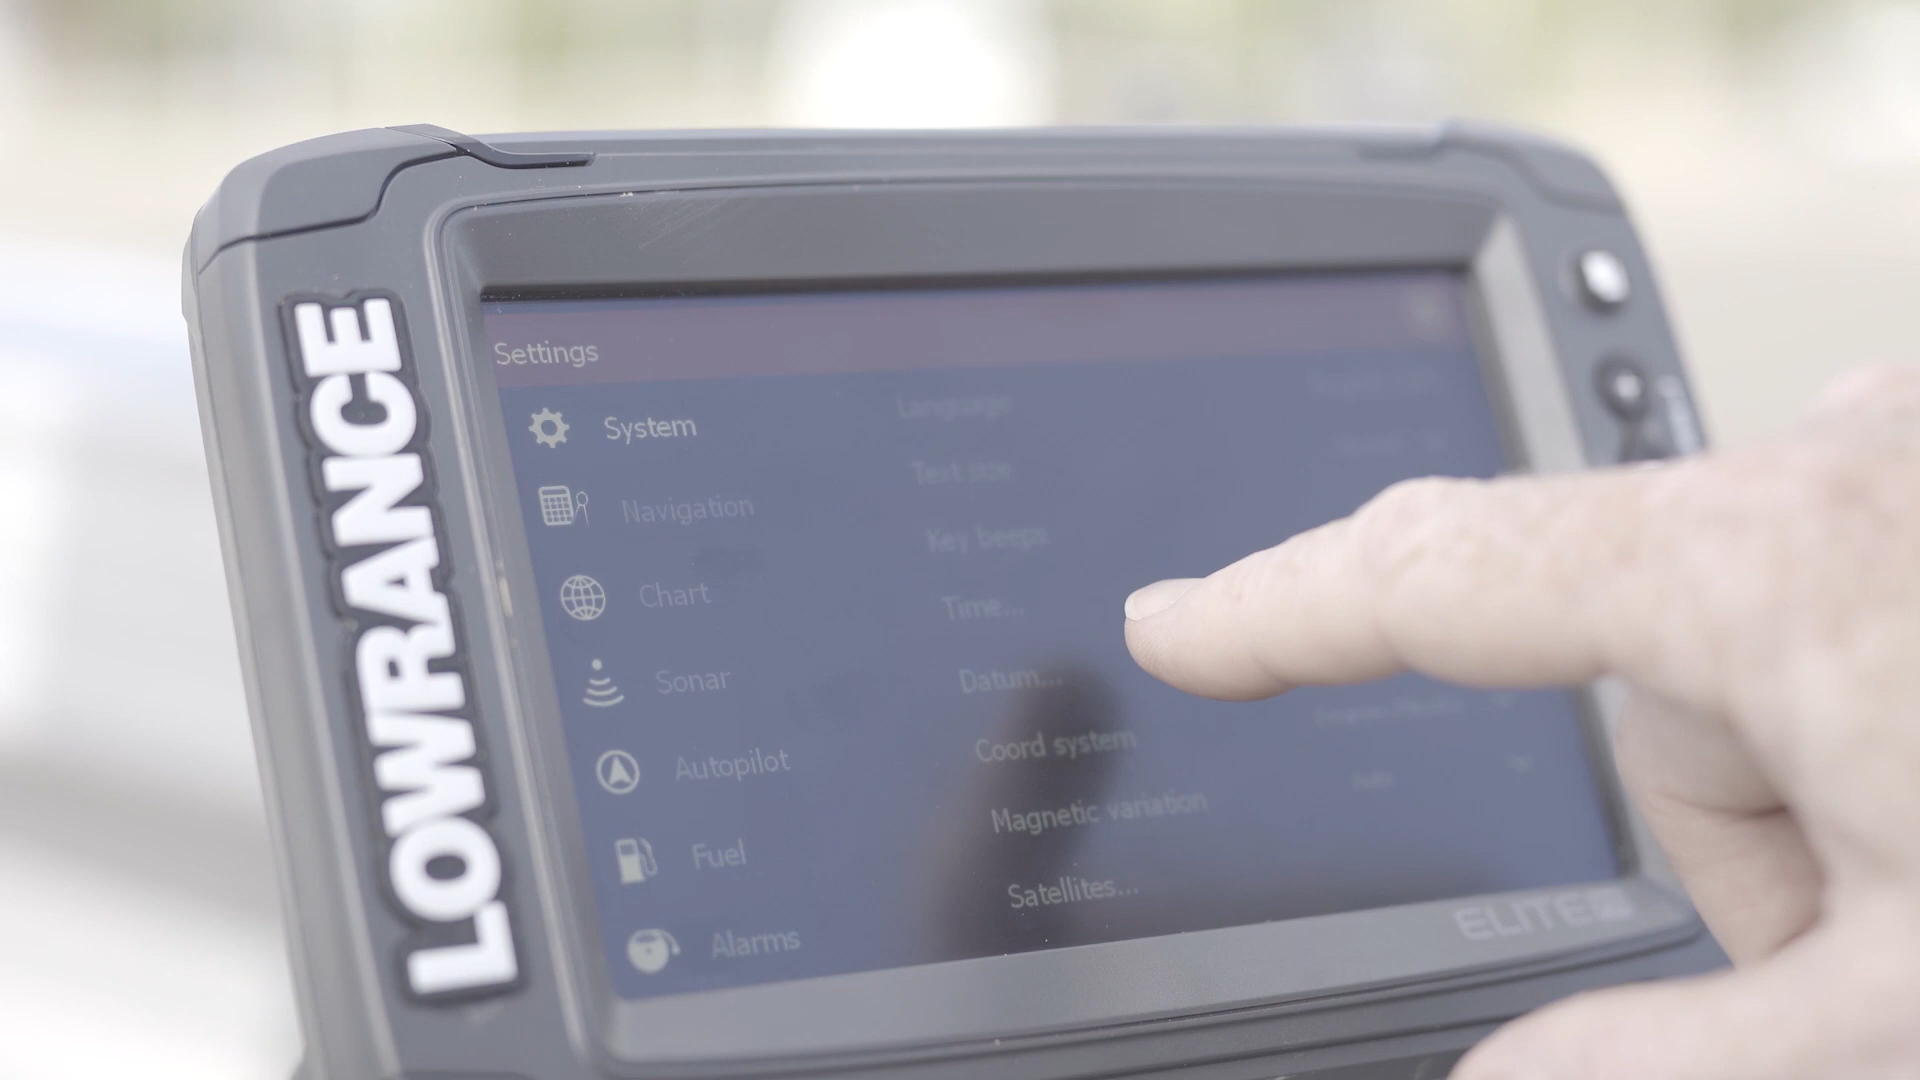 LOWRANCE
Settings
System
Navigation
Chart
Sonar
Autopilot
Fuel
Alarms
Language
Text size
Key beeps
Time...
Datum...
Coord system
Magnetic variation
Satellites...
Auto
ELITE